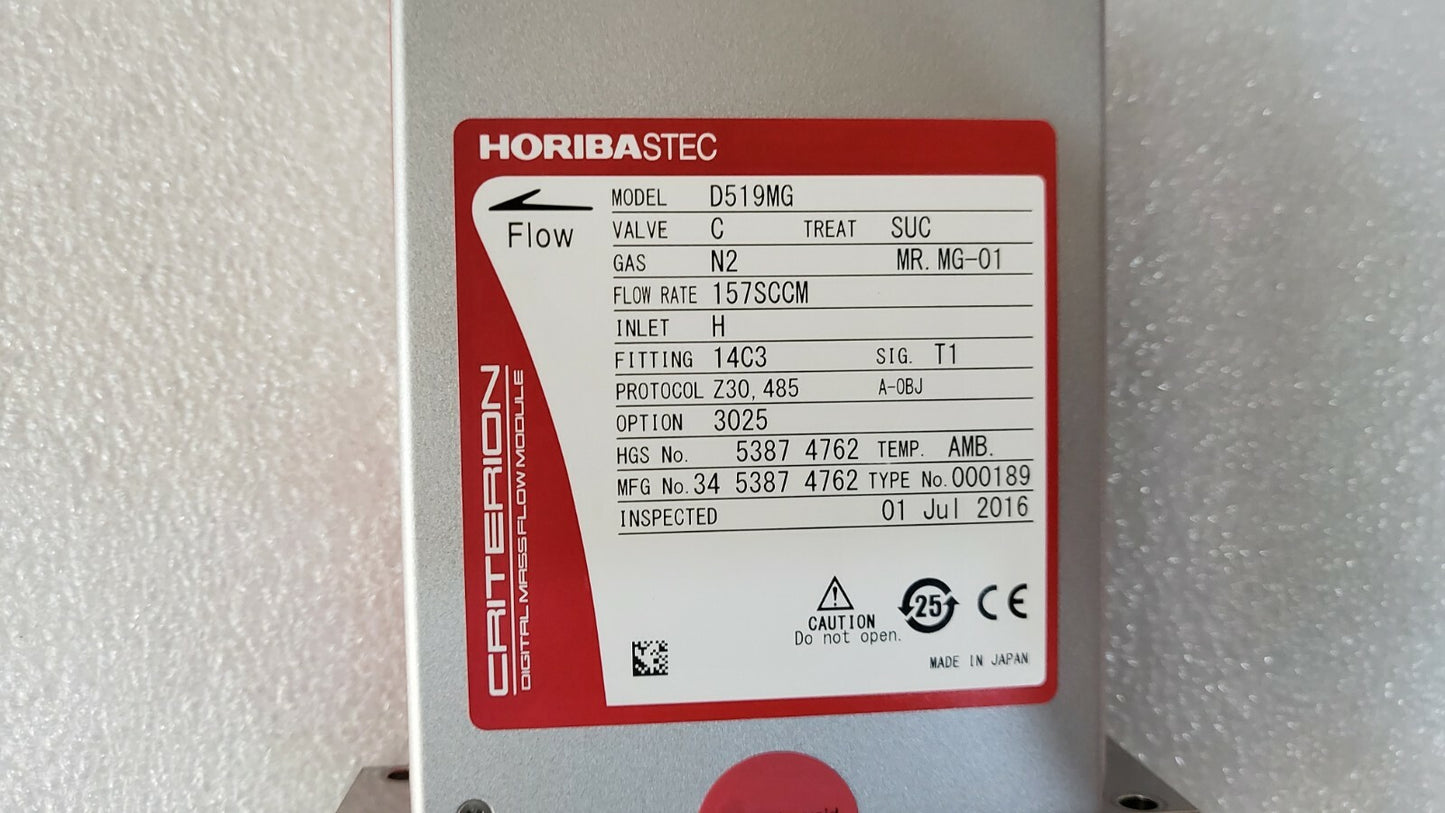 HORIBASTEC
Flow
MODEL D519MG
VALVE C TREAT SUC
GAS N2 MR. MG-01
FLOW RATE 157SCCM
INLET H
FITTING 14C3 SIG. T1
PROTOCOL Z30, 485 A-OBJ
OPTION 3025
HGS No. 5387 4762 TEMP. AMB.
MFG No. 34 5387 4762 TYPE No. 000189
INSPECTED 01 Jul 2016
CRITERION
DIGITAL MASS FLOW MODULE
CAUTION
Do not open.
25
CE
MADE IN JAPAN